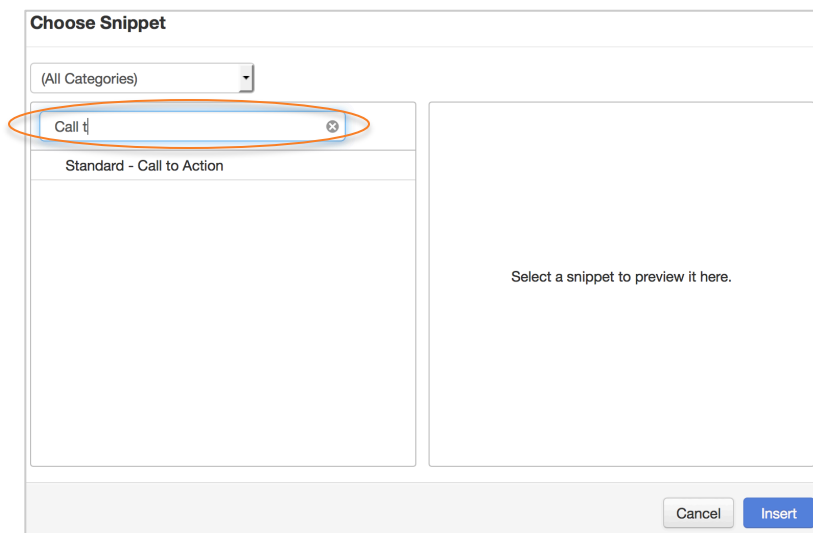 Choose Snippet
(All Categories)
Call t
Standard - Call to Action
Select a snippet to preview it here.
Cancel Insert